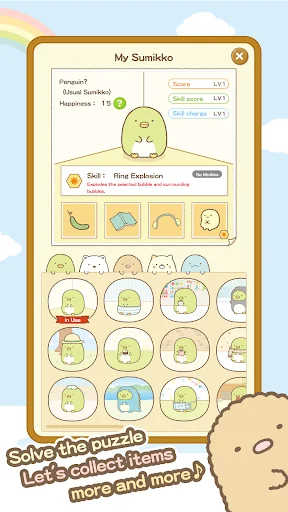 My Sumikko
Penguin?
(Usual Sumikko)
Happiness : 15 ?
Score LV1
Skill score LV1
Skill charge LV1
Skill : Ring Explosion
No Minikko
Explodes the selected bubble and surrounding
bubbles.
In Use
Solve the puzzle
Let's collect items
more and more♪